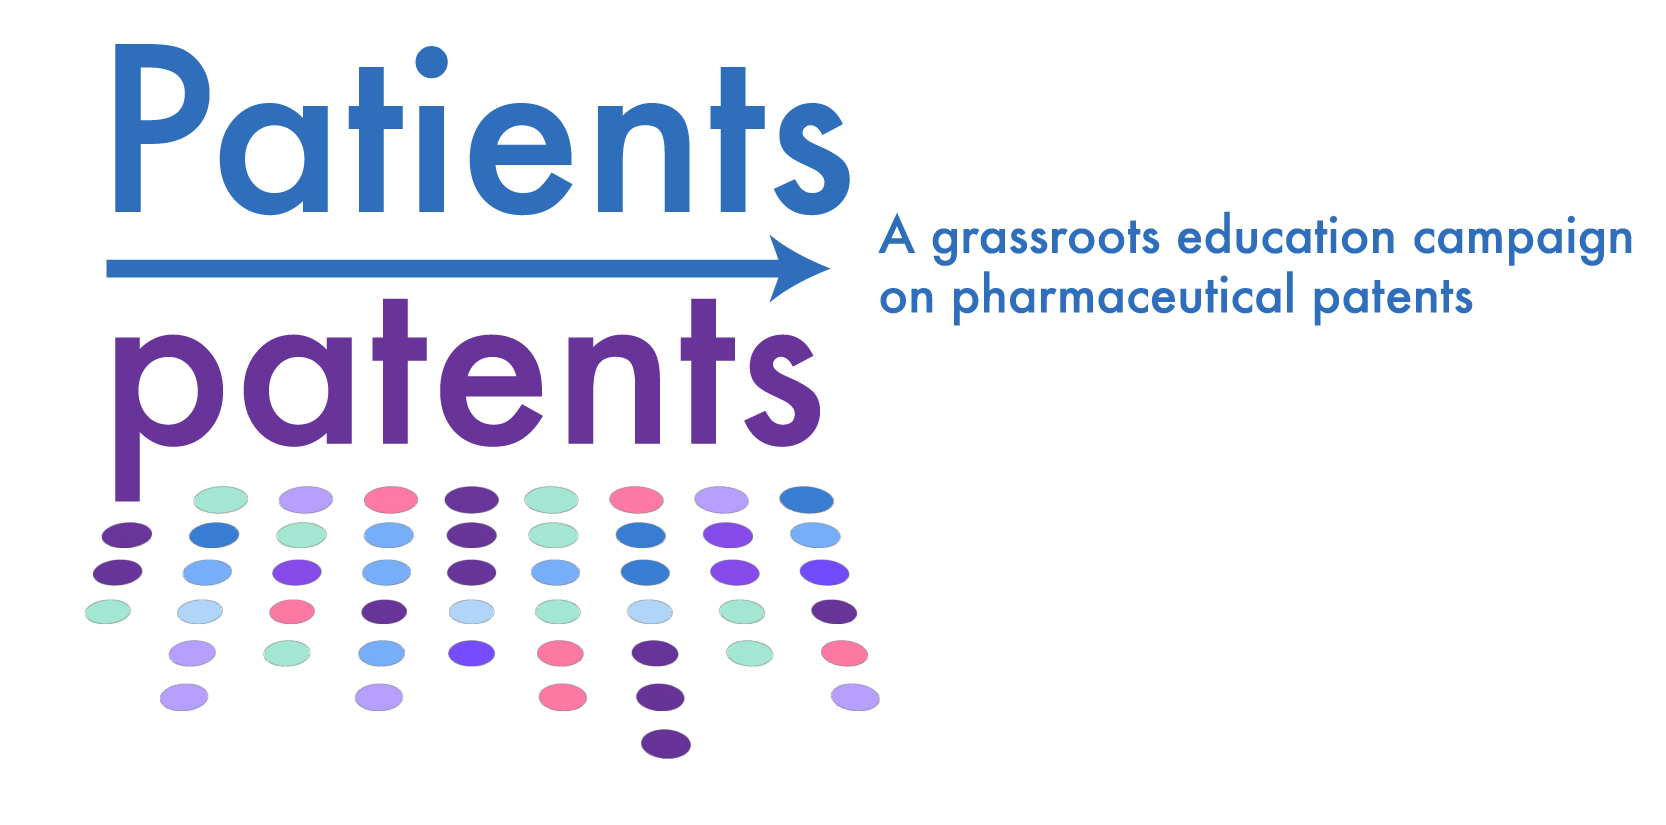 Patients
patents
A grassroots education campaign
on pharmaceutical patents